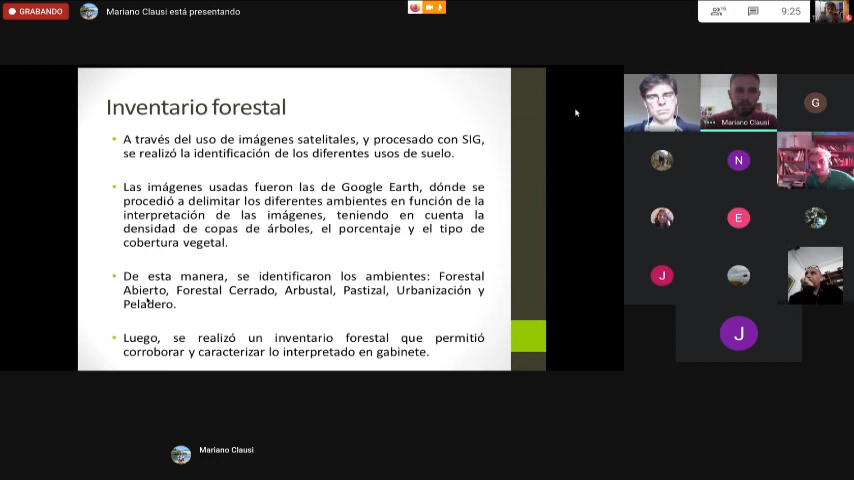 GRABANDO
Mariano Clausi está presentando
16
9:25
Inventario forestal
• A través del uso de imágenes satelitales, y procesado con SIG,
se realizó la identificación de los diferentes usos de suelo.
• Las imágenes usadas fueron las de Google Earth, dónde se
procedió a delimitar los diferentes ambientes en función de la
interpretación de las imágenes, teniendo en cuenta la
densidad de copas de árboles, el porcentaje y el tipo de
cobertura vegetal.
• De esta manera, se identificaron los ambientes: Forestal
Abierto, Forestal Cerrado, Arbustal, Pastizal, Urbanización y
Peladero.
• Luego, se realizó un inventario forestal que permitió
corroborar y caracterizar lo interpretado en gabinete.
Mariano Clausi
G
N
E
J
J
Mariano Clausi